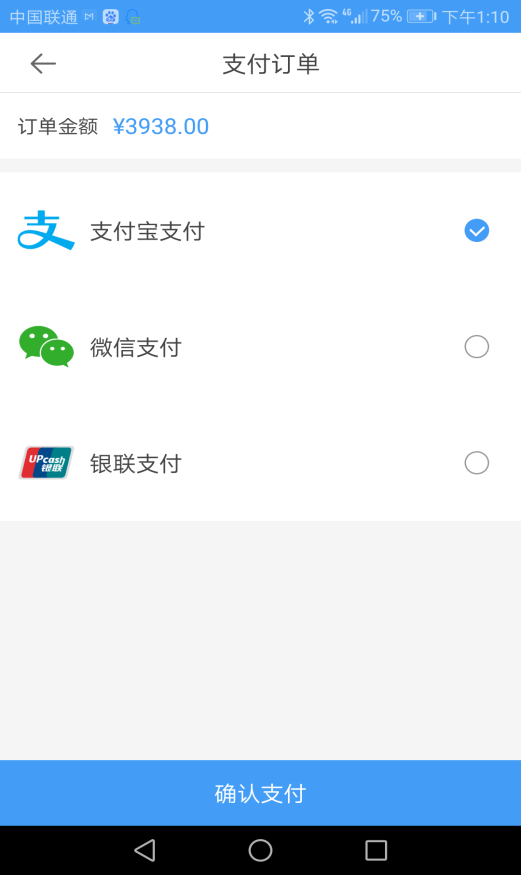 中国联通 4G 75% 下午1:10
支付订单
订单金额 ¥3938.00
支 支付宝支付
微信支付
UPcash
银联
银联支付
确认支付